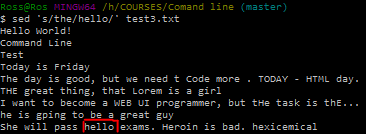 Ross@Ros MINGW64 /h/COURSES/Comand line (master)
$ sed 's/the/hello/' test3.txt
Hello World!
Command Line
Test
Today is Friday
The day is good, but we need t Code more . TODAY - HTML day.
THE great thing, that Lorem is a girl
I want to become a WEB UI programmer, but tHe task is thE...
he is gping to be a great guy
She will pass hello exams. Heroin is bad. hexicemical